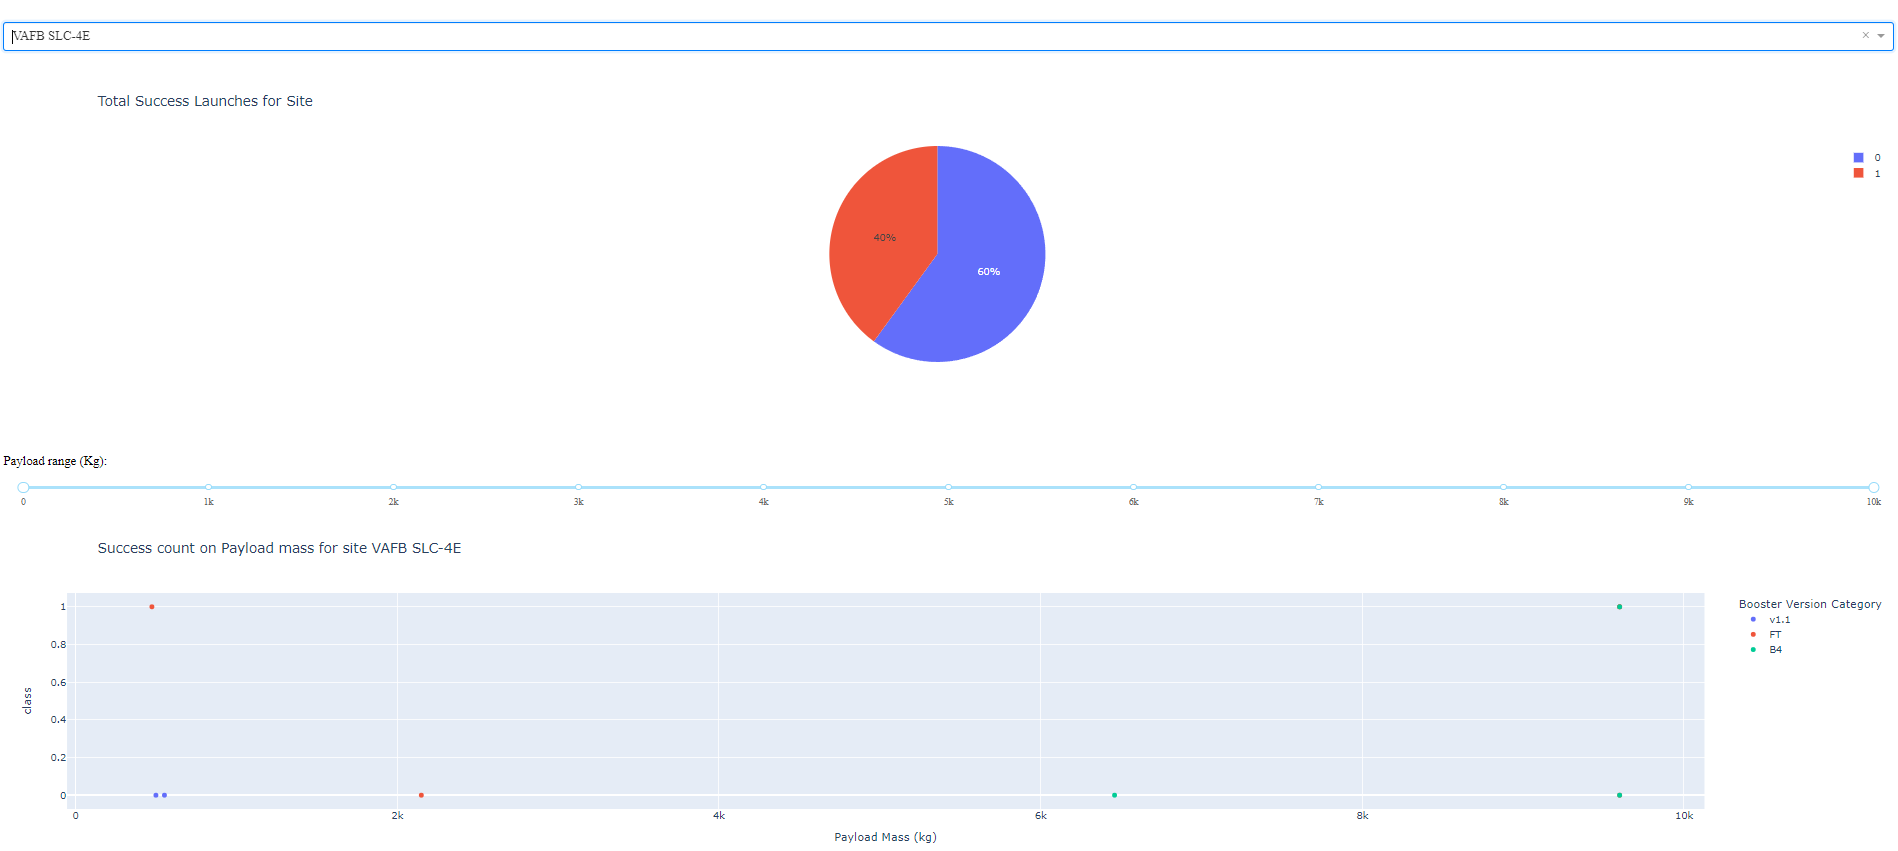 VAFB SLC-4E
×
Total Success Launches for Site
0
1
40%
60%
Payload range (Kg):
0 1k 2k 3k 4k 5k 6k 7k 8k 9k 10k
Success count on Payload mass for site VAFB SLC-4E
1
0.8
0.6
0.4
0.2
0
class
0 2k 4k 6k 8k 10k
Payload Mass (kg)
Booster Version Category
v1.1
FT
B4